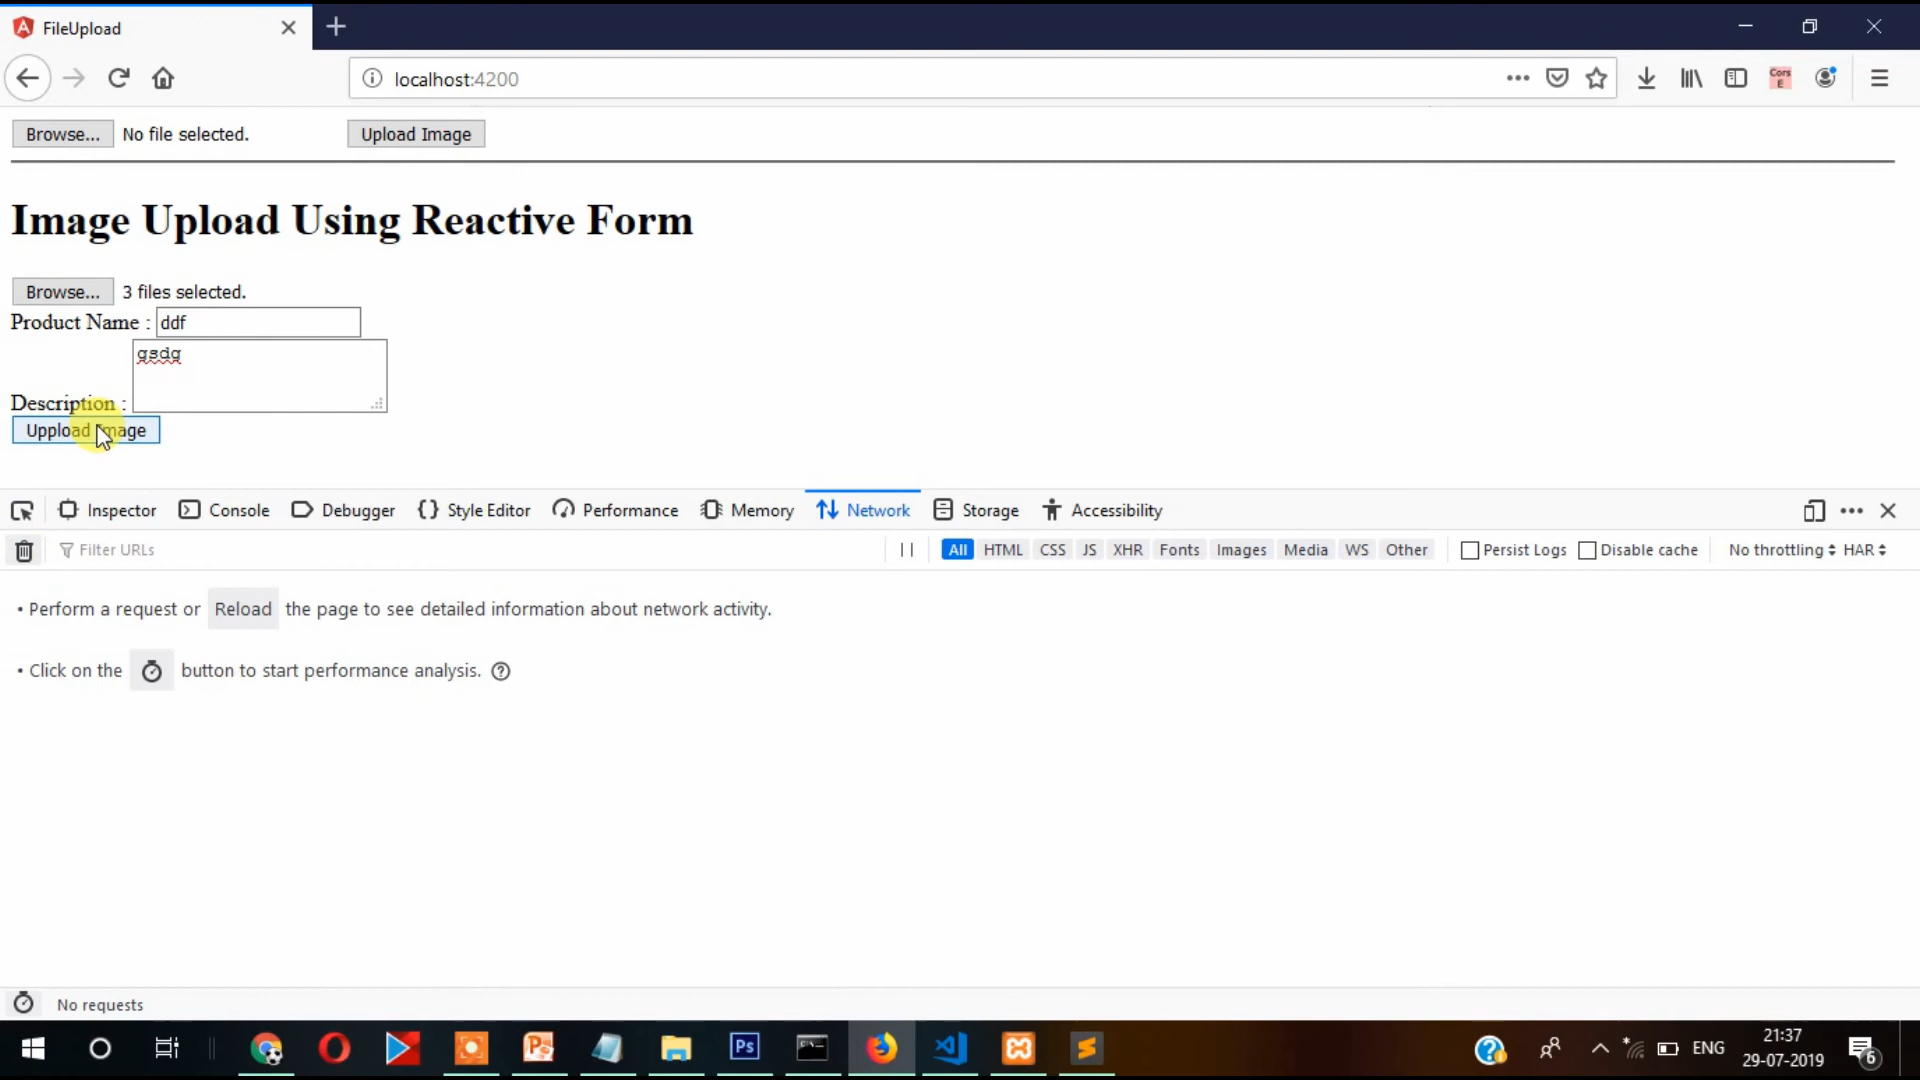 FileUpload
localhost:4200
Cors E
Browse... No file selected. Upload Image
Image Upload Using Reactive Form
Browse... 3 files selected.
Product Name : ddf
gsdg
Description :
Uppload Image
Inspector Console Debugger {} Style Editor Performance Memory Network Storage Accessibility
Filter URLs All HTML CSS JS XHR Fonts Images Media WS Other Persist Logs Disable cache No throttling HAR
• Perform a request or Reload the page to see detailed information about network activity.
• Click on the button to start performance analysis.
No requests
Ps ENG 21:37
29-07-2019 6